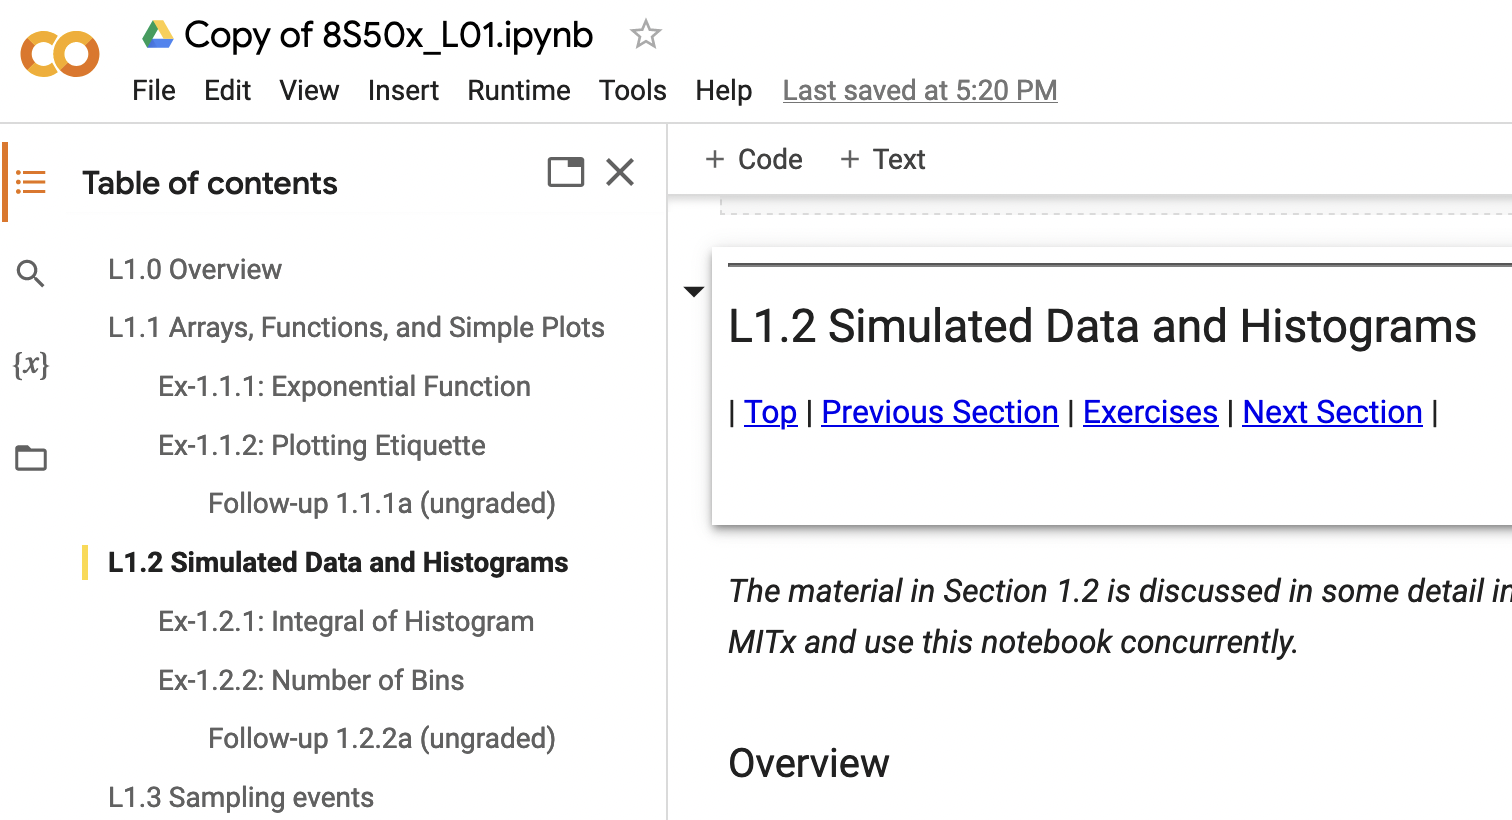 Copy of 8S50x_L01.ipynb
File Edit View Insert Runtime Tools Help Last saved at 5:20 PM
Table of contents
L1.0 Overview
L1.1 Arrays, Functions, and Simple Plots
Ex-1.1.1: Exponential Function
Ex-1.1.2: Plotting Etiquette
Follow-up 1.1.1a (ungraded)
L1.2 Simulated Data and Histograms
Ex-1.2.1: Integral of Histogram
Ex-1.2.2: Number of Bins
Follow-up 1.2.2a (ungraded)
L1.3 Sampling events
{x}
+ Code + Text
L1.2 Simulated Data and Histograms
| Top | Previous Section | Exercises | Next Section |
The material in Section 1.2 is discussed in some detail in
MITx and use this notebook concurrently.
Overview